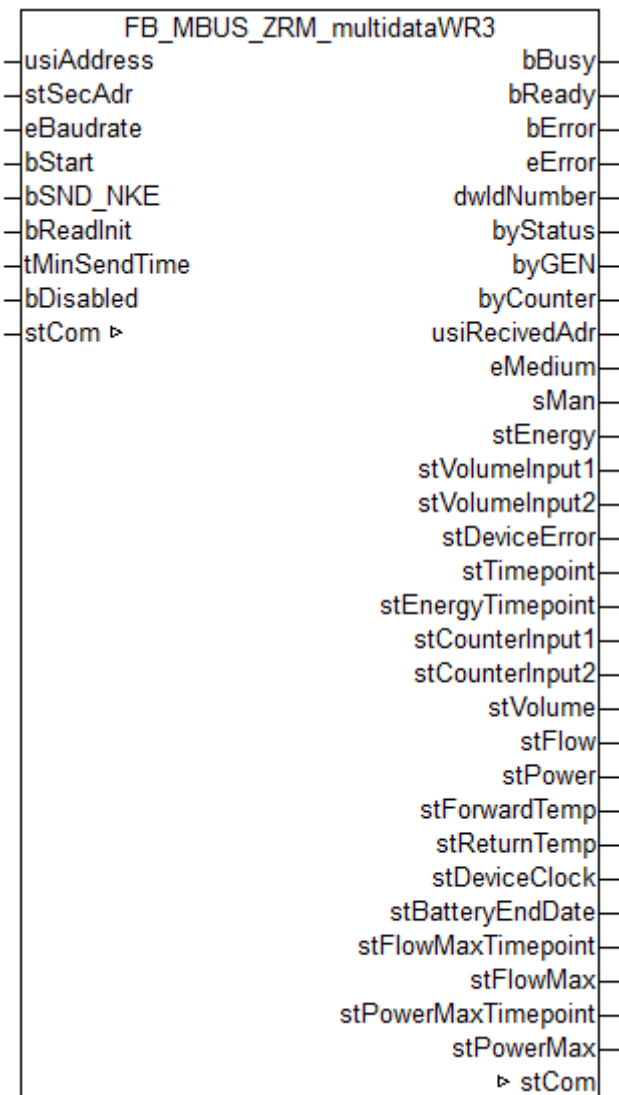 FB_MBUS_ZRM_multidataWR3
usiAddress bBusy
stSecAdr bReady
eBaudrate bError
bStart eError
bSND_NKE dwIdNumber
bReadInit byStatus
tMinSendTime byGEN
bDisabled byCounter
stCom ▹ usiRecivedAdr
eMedium
sMan
stEnergy
stVolumeInput1
stVolumeInput2
stDeviceError
stTimepoint
stEnergyTimepoint
stCounterInput1
stCounterInput2
stVolume
stFlow
stPower
stForwardTemp
stReturnTemp
stDeviceClock
stBatteryEndDate
stFlowMaxTimepoint
stFlowMax
stPowerMaxTimepoint
stPowerMax
▹ stCom